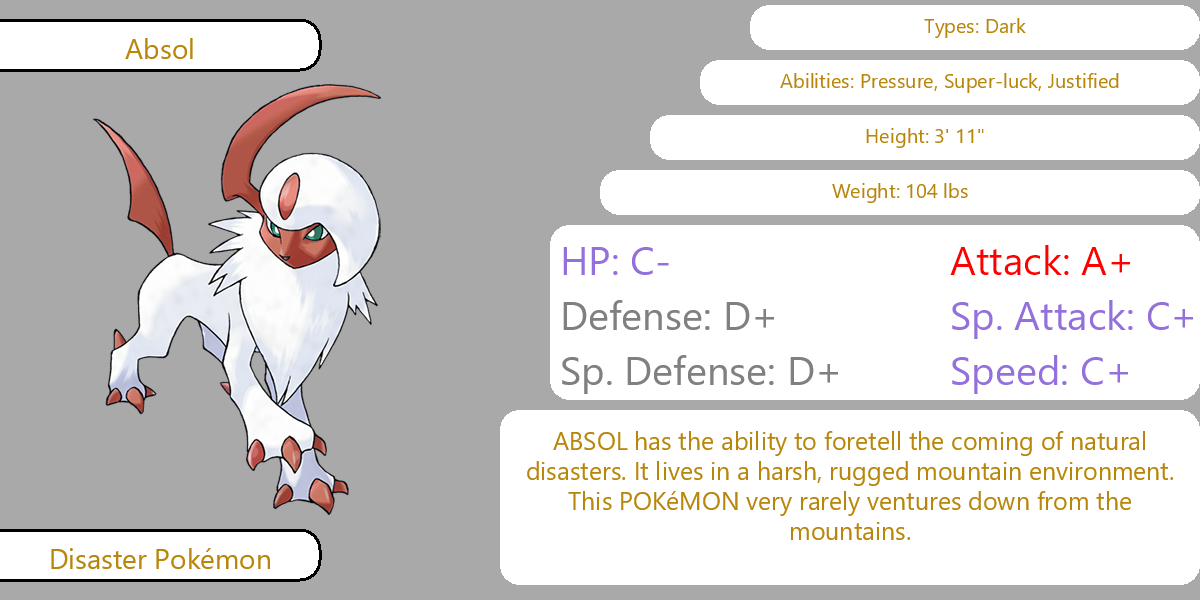 Absol
Types: Dark
Abilities: Pressure, Super-luck, Justified
Height: 3' 11"
Weight: 104 lbs
HP: C-
Attack: A+
Defense: D+
Sp. Attack: C+
Sp. Defense: D+
Speed: C+
ABSOL has the ability to foretell the coming of natural
disasters. It lives in a harsh, rugged mountain environment.
This POKéMON very rarely ventures down from the
mountains.
Disaster Pokémon